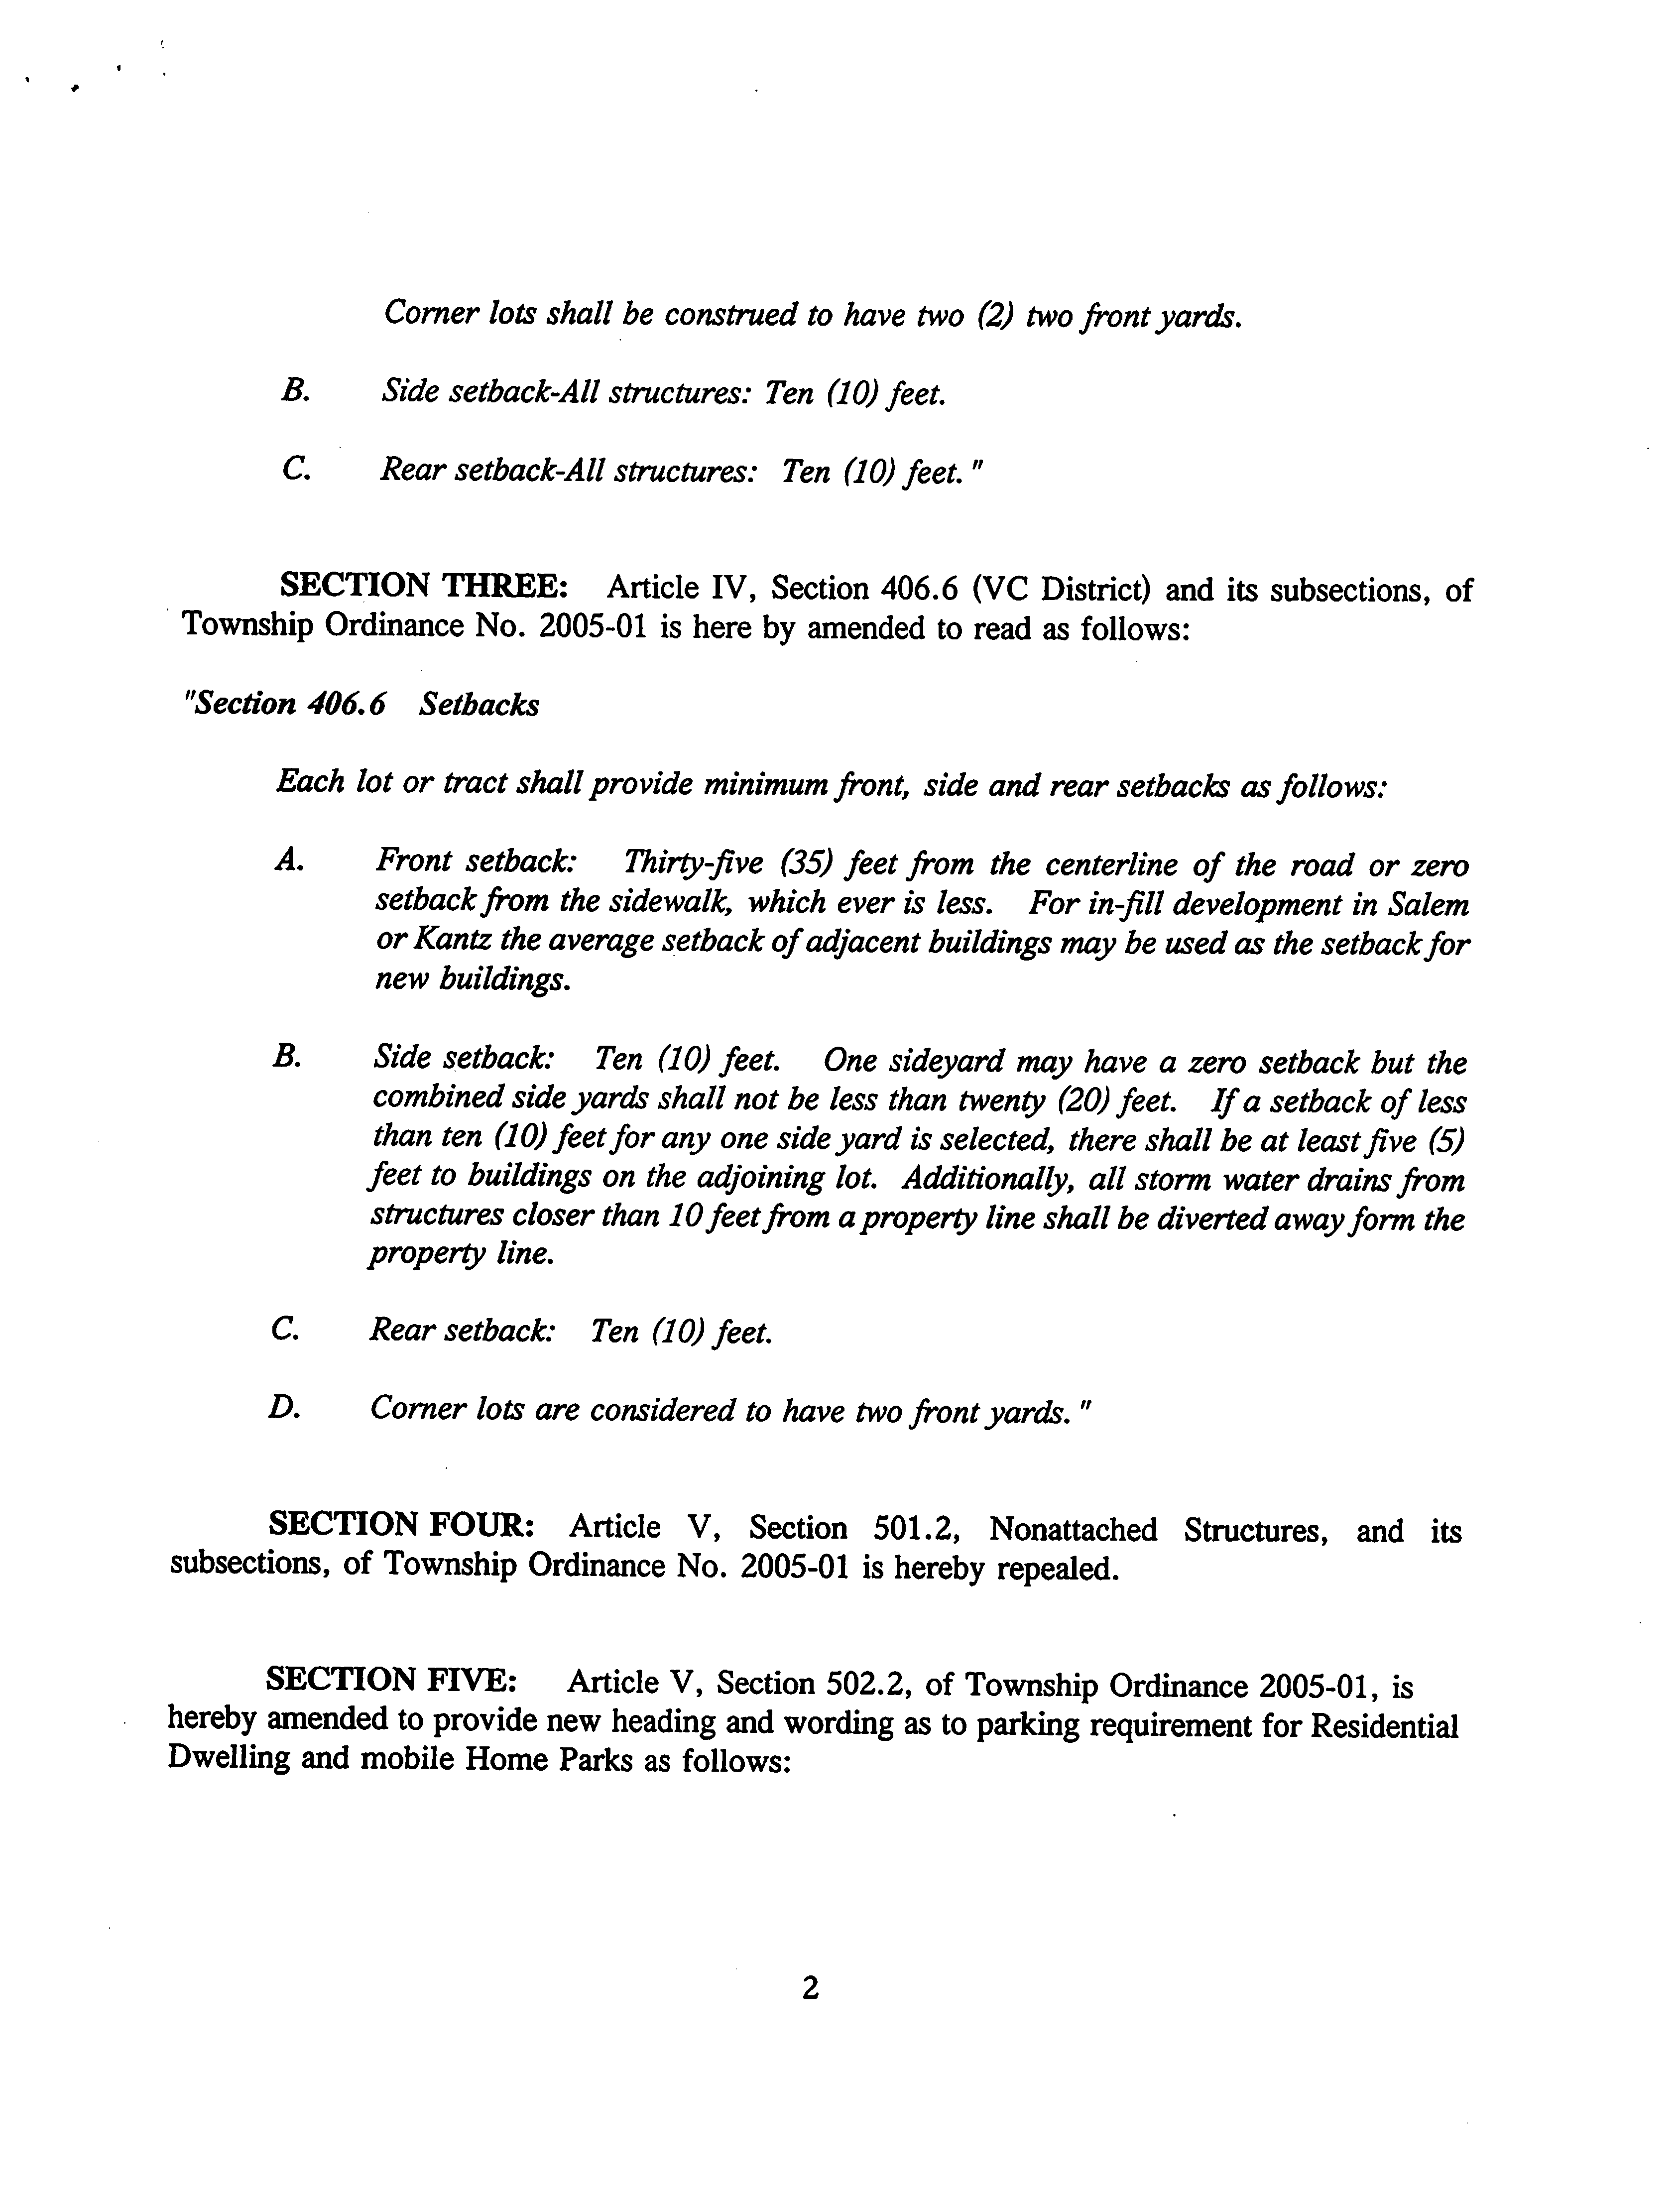 Corner lots shall be construed to have two (2) two front yards.
B. Side setback-All structures: Ten (10) feet.
C. Rear setback-All structures: Ten (10) feet."
SECTION THREE: Article IV, Section 406.6 (VC District) and its subsections, of
Township Ordinance No. 2005-01 is here by amended to read as follows:
"Section 406.6 Setbacks
Each lot or tract shall provide minimum front, side and rear setbacks as follows:
A. Front setback: Thirty-five (35) feet from the centerline of the road or zero
setback from the sidewalk, which ever is less. For in-fill development in Salem
or Kantz the average setback of adjacent buildings may be used as the setback for
new buildings.
B. Side setback: Ten (10) feet. One sideyard may have a zero setback but the
combined side yards shall not be less than twenty (20) feet. If a setback of less
than ten (10) feet for any one side yard is selected, there shall be at least five (5)
feet to buildings on the adjoining lot. Additionally, all storm water drains from
structures closer than 10 feet from a property line shall be diverted away form the
property line.
C. Rear setback: Ten (10) feet.
D. Corner lots are considered to have two front yards."
SECTION FOUR: Article V, Section 501.2, Nonattached Structures, and its
subsections, of Township Ordinance No. 2005-01 is hereby repealed.
SECTION FIVE: Article V, Section 502.2, of Township Ordinance 2005-01, is
hereby amended to provide new heading and wording as to parking requirement for Residential
Dwelling and mobile Home Parks as follows:
2